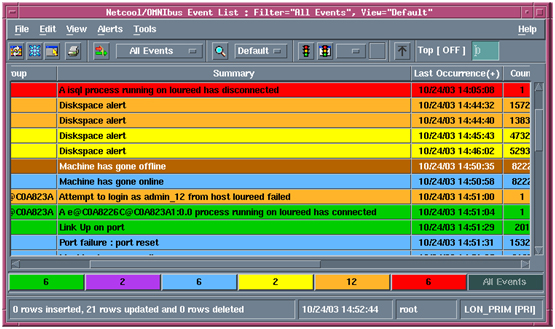 Netcool/OMNIbus Event List : Filter="All Events", View="Default"
File Edit View Alerts Tools Help
All Events Default Top [ OFF ]
oup Summary Last Occurrence(+) Coun
A isql process running on loureed has disconnected 10/24/03 14:05:08 1
Diskspace alert 10/24/03 14:44:32 1572
Diskspace alert 10/24/03 14:44:40 1383
Diskspace alert 10/24/03 14:45:43 4732
Diskspace alert 10/24/03 14:46:02 5293
Machine has gone offline 10/24/03 14:50:35 8222
Machine has gone online 10/24/03 14:50:58 8222
@C0A823A Attempt to login as admin_12 from host loureed failed 10/24/03 14:51:00 1
@C0A823A A e@C0A8226C@C0A823A1:0.0 process running on loureed has connected 10/24/03 14:51:04 1
Link Up on port 10/24/03 14:51:29 201
Port failure : port reset 10/24/03 14:51:31 1532
6 2 6 2 12 6 All Events
0 rows inserted, 21 rows updated and 0 rows deleted 10/24/03 14:52:44 root LON_PRIM [PRI]